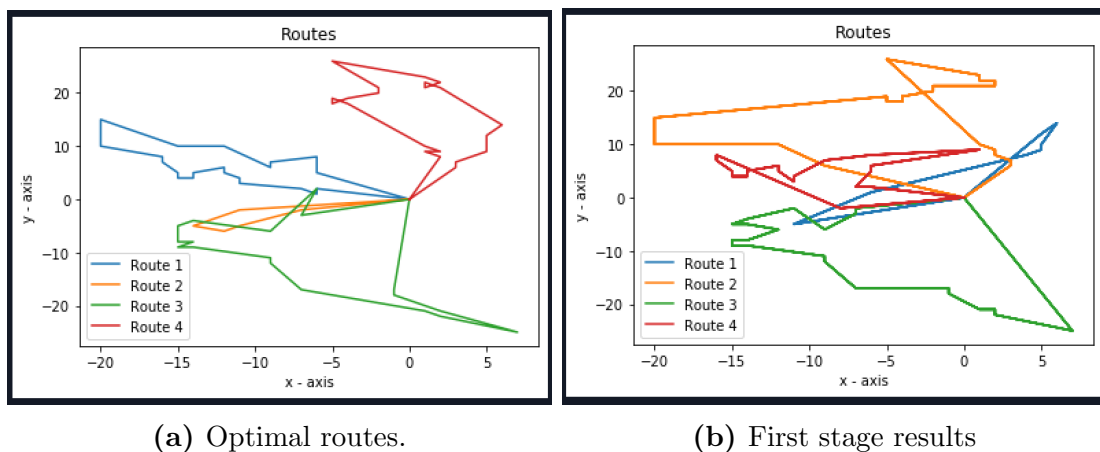 Routes
y - axis
20
10
0
−10
−20
Route 1
Route 2
Route 3
Route 4
−20 −15 −10 −5 0 5
x - axis
(a) Optimal routes.
Routes
y - axis
20
10
0
−10
−20
Route 1
Route 2
Route 3
Route 4
−20 −15 −10 −5 0 5
x - axis
(b) First stage results